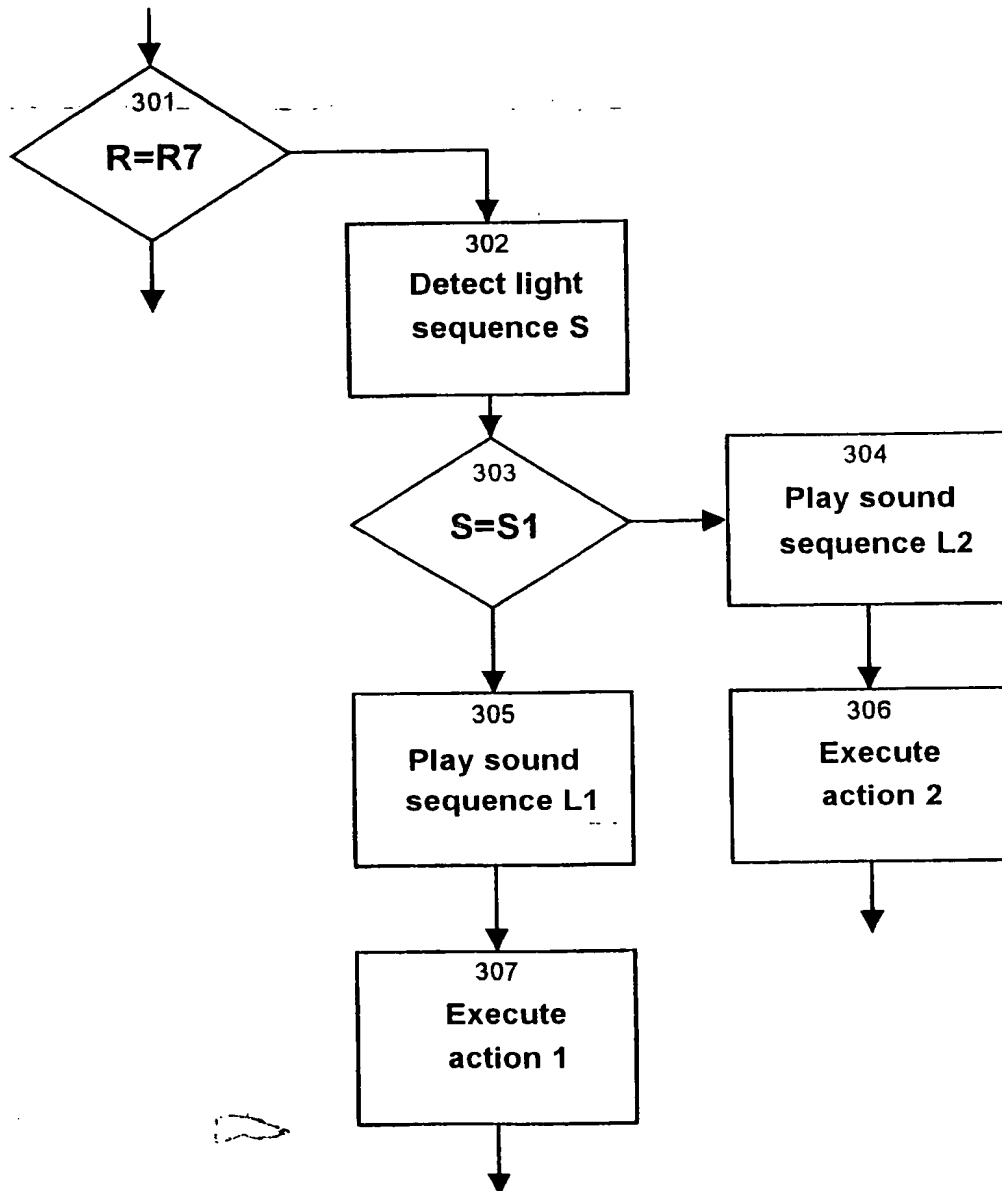 301
R=R7
302
Detect light
sequence S
303
S=S1
304
Play sound
sequence L2
305
Play sound
sequence L1
306
Execute
action 2
307
Execute
action 1